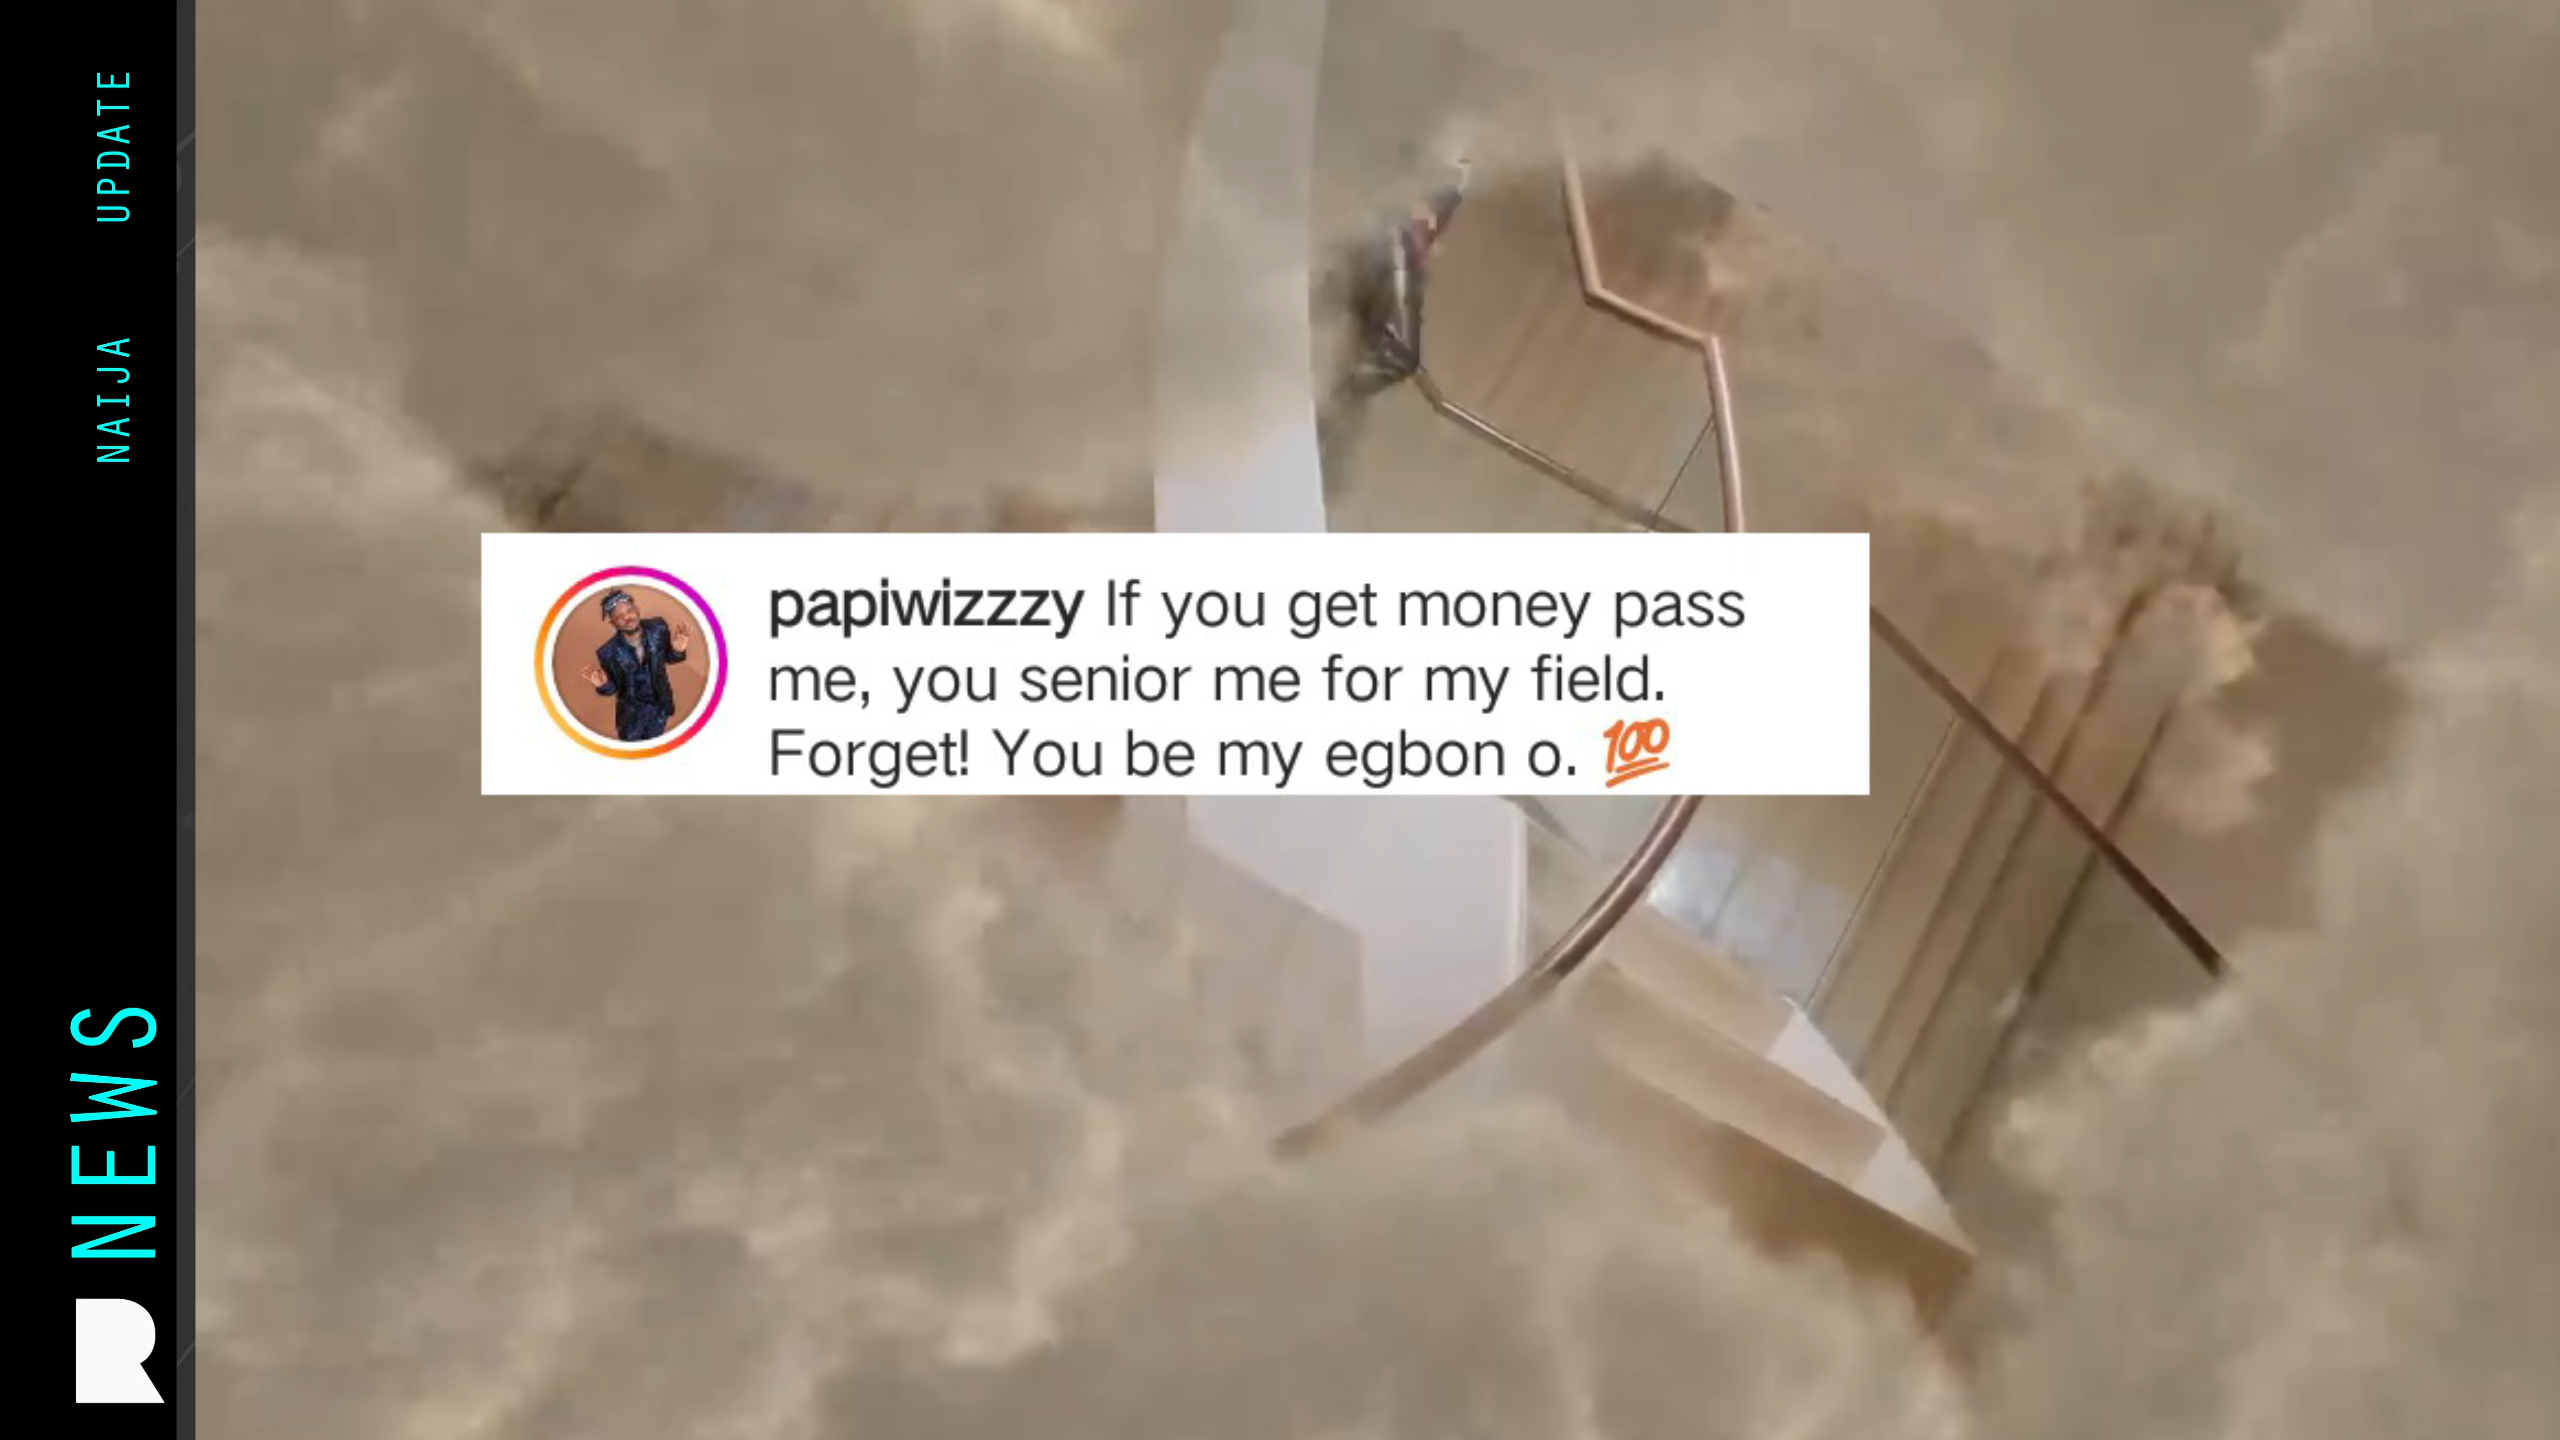 NAIJA UPDATE
NEWS
papiwizzzy If you get money pass
me, you senior me for my field.
Forget! You be my egbon o. 💯